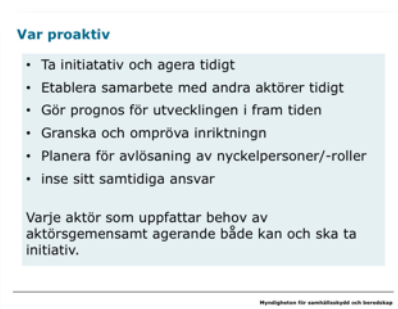 Var proaktiv
• Ta initiatativ och agera tidigt
• Etablera samarbete med andra aktörer tidigt
• Gör prognos för utvecklingen i fram tiden
• Granska och ompröva inriktningn
• Planera för avlösaning av nyckelpersoner/-roller
• inse sitt samtidiga ansvar
Varje aktör som uppfattar behov av
aktörsgemensamt agerande både kan och ska ta
initiativ.
Myndigheten för samhällsskydd och beredskap